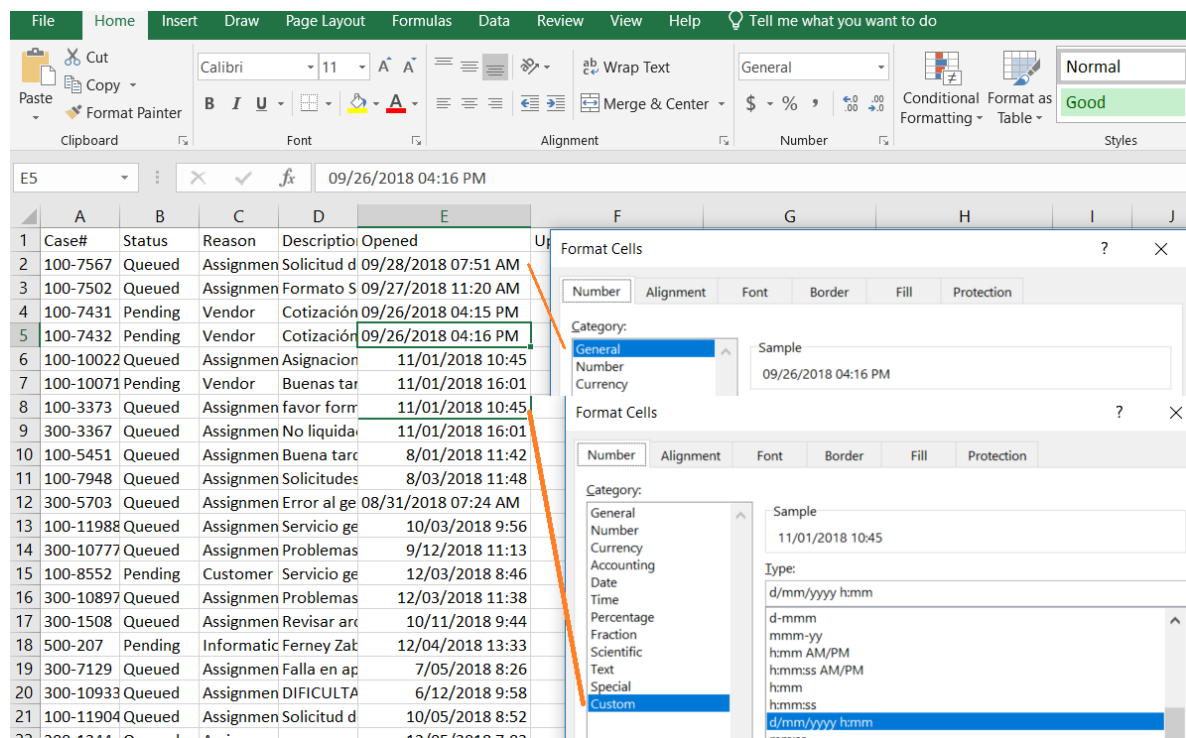 File Home Insert Draw Page Layout Formulas Data Review View Help Tell me what you want to do
Cut
Copy
Format Painter
Paste
Clipboard
Calibri 11
B I U
Font
Wrap Text
Merge & Center
Alignment
General
$ % ,
Number
Conditional Formatting
Format as Table
Normal
Good
Styles
E5 fx 09/26/2018 04:16 PM
A B C D E F G H I J
1 Case# Status Reason Descriptio Opened
2 100-7567 Queued Assignmen Solicitud d 09/28/2018 07:51 AM
3 100-7502 Queued Assignmen Formato S 09/27/2018 11:20 AM
4 100-7431 Pending Vendor Cotización 09/26/2018 04:15 PM
5 100-7432 Pending Vendor Cotización 09/26/2018 04:16 PM
6 100-10022 Queued Assignmen Asignacion 11/01/2018 10:45
7 100-10071 Pending Vendor Buenas tar 11/01/2018 16:01
8 100-3373 Queued Assignmen favor form 11/01/2018 10:45
9 300-3367 Queued Assignmen No liquida 11/01/2018 16:01
10 100-5451 Queued Assignmen Buena tard 8/01/2018 11:42
11 100-7948 Queued Assignmen Solicitudes 8/03/2018 11:48
12 300-5703 Queued Assignmen Error al ge 08/31/2018 07:24 AM
13 100-11988 Queued Assignmen Servicio ge 10/03/2018 9:56
14 300-10777 Queued Assignmen Problemas 9/12/2018 11:13
15 100-8552 Pending Customer Servicio ge 12/03/2018 8:46
16 300-10897 Queued Assignmen Problemas 12/03/2018 11:38
17 300-1508 Queued Assignmen Revisar arc 10/11/2018 9:44
18 500-207 Pending Informatic Ferney Zab 12/04/2018 13:33
19 300-7129 Queued Assignmen Falla en ap 7/05/2018 8:26
20 300-10933 Queued Assignmen DIFICULTA 6/12/2018 9:58
21 100-11904 Queued Assignmen Solicitud d 10/05/2018 8:52
Format Cells ?
Number Alignment Font Border Fill Protection
Category:
General
Number
Currency
Sample
09/26/2018 04:16 PM
Format Cells ?
Number Alignment Font Border Fill Protection
Category:
General
Number
Currency
Accounting
Date
Time
Percentage
Fraction
Scientific
Text
Special
Custom
Sample
11/01/2018 10:45
Type:
d/mm/yyyy h:mm
d-mmm
mmm-yy
h:mm AM/PM
h:mm:ss AM/PM
h:mm
h:mm:ss
d/mm/yyyy h:mm